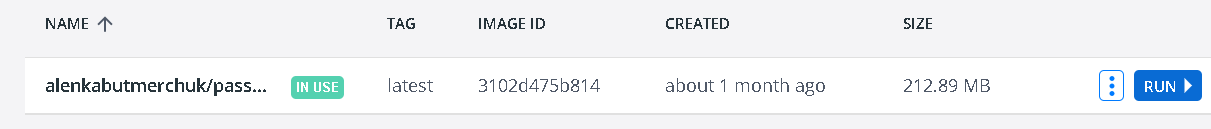 NAME ↑ TAG IMAGE ID CREATED SIZE
alenkabutmerchuk/pass... IN USE latest 3102d475b814 about 1 month ago 212.89 MB RUN